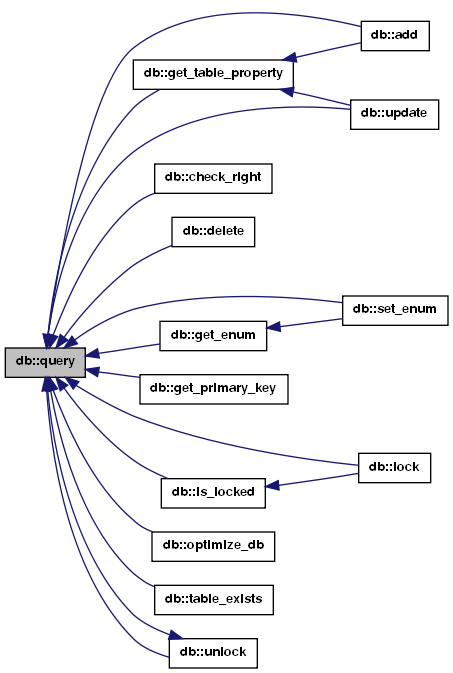 db::add
db::get_table_property
db::update
db::check_right
db::delete
db::set_enum
db::get_enum
db::query
db::get_primary_key
db::lock
db::is_locked
db::optimize_db
db::table_exists
db::unlock